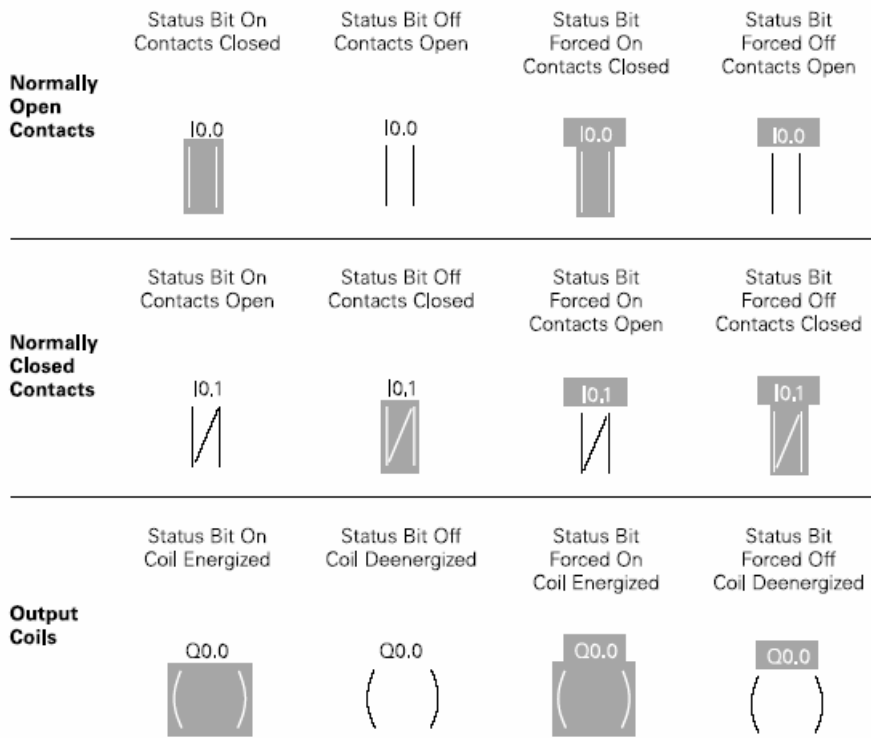 Status Bit On
Contacts Closed
Status Bit Off
Contacts Open
Status Bit
Forced On
Contacts Closed
Status Bit
Forced Off
Contacts Open
Normally
Open
Contacts
I0.0
I0.0
I0.0
I0.0
Status Bit On
Contacts Open
Status Bit Off
Contacts Closed
Status Bit
Forced On
Contacts Open
Status Bit
Forced Off
Contacts Closed
Normally
Closed
Contacts
I0.1
I0.1
I0.1
I0.1
Status Bit On
Coil Energized
Status Bit Off
Coil Deenergized
Status Bit
Forced On
Coil Energized
Status Bit
Forced Off
Coil Deenergized
Output
Coils
Q0.0
Q0.0
Q0.0
Q0.0